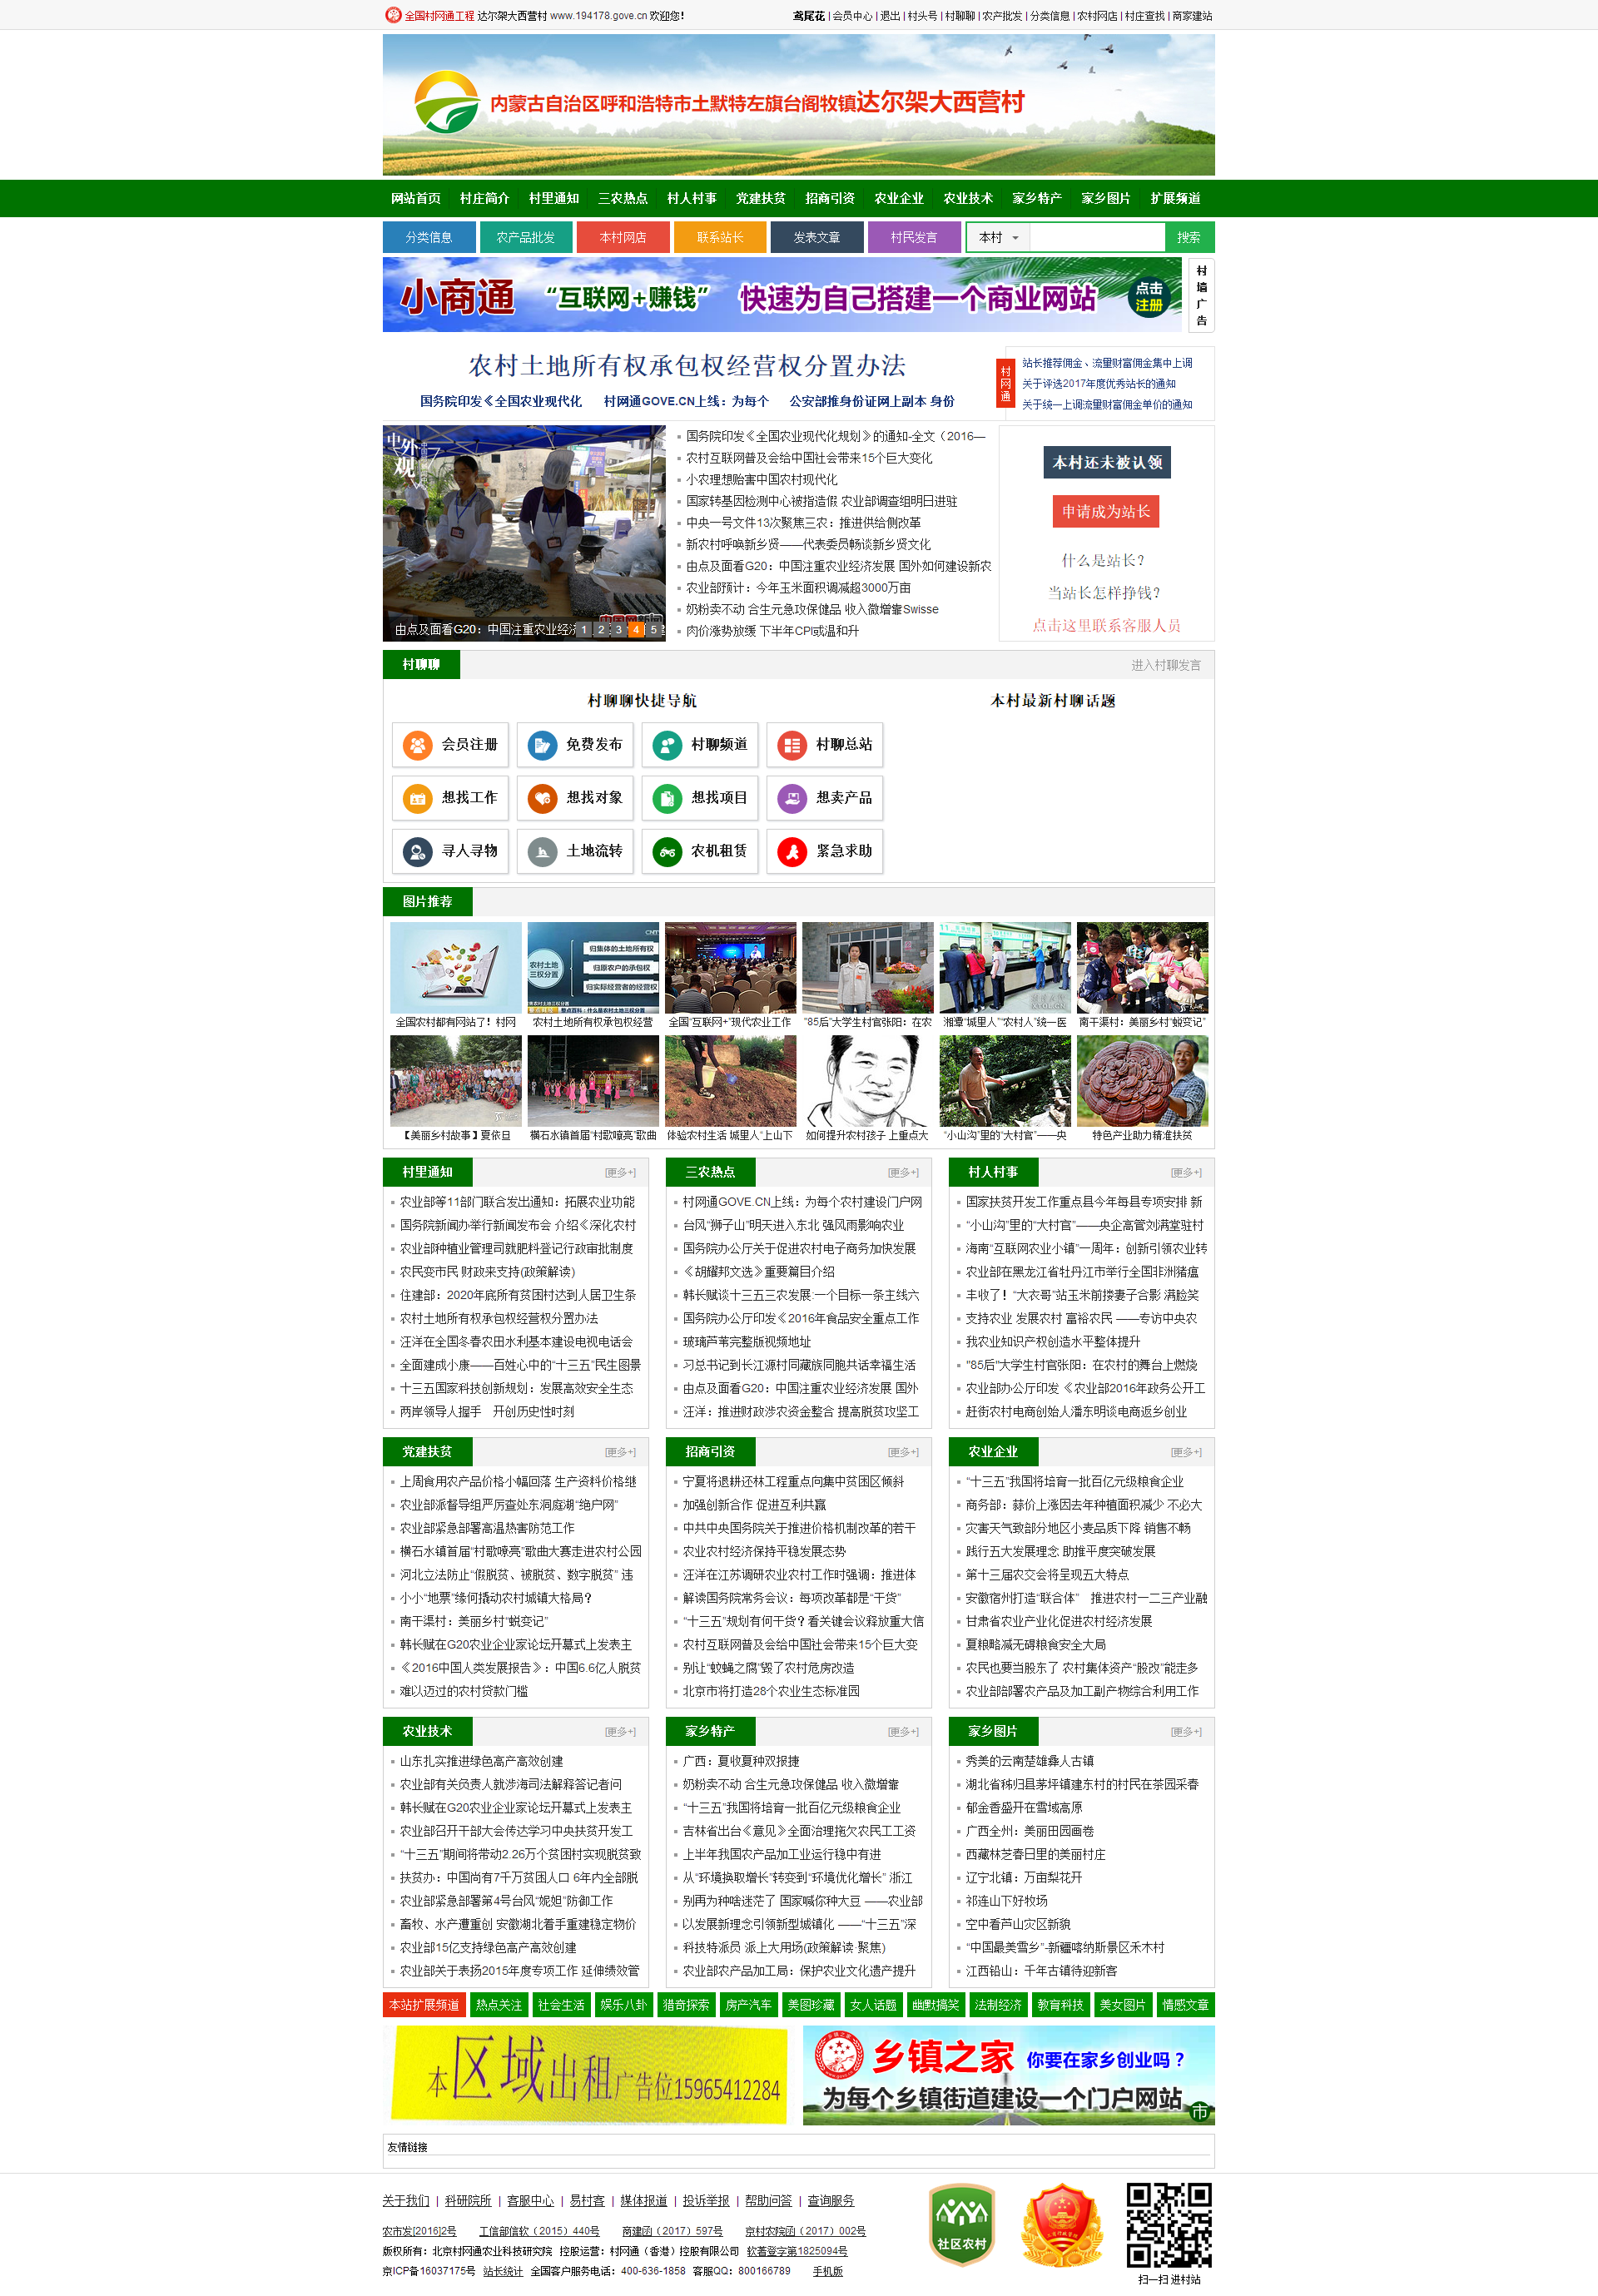 全国村网通工程 达尔架大西营村 www.194178.gove.cn 欢迎您!
鸢尾花 | 会员中心 | 退出 | 村头号 | 村聊聊 | 农产批发 | 分类信息 | 农村网店 | 村庄查找 | 商家建站
内蒙古自治区呼和浩特市土默特左旗台阁牧镇达尔架大西营村
网站首页 村庄简介 村里通知 三农热点 村人村事 党建扶贫 招商引资 农业企业 农业技术 家乡特产 家乡图片 扩展频道
分类信息 农产品批发 本村网店 联系站长 发表文章 村民发言 本村 搜索
小商通 “互联网+赚钱” 快速为自己搭建一个商业网站 点击注册
村墙广告
农村土地所有权承包权经营权分置办法
国务院印发《全国农业现代化 村网通GOVE.CN上线：为每个 公安部推身份证网上副本 身份
村网通
站长推荐佣金、流量财富佣金集中上调
关于评选2017年度优秀站长的通知
关于统一上调流量财富佣金单价的通知
由点及面看G20：中国注重农业经济
1 2 3 4 5
国务院印发《全国农业现代化规划》的通知-全文（2016—
农村互联网普及会给中国社会带来15个巨大变化
小农理想贻害中国农村现代化
国家转基因检测中心被指造假 农业部调查组明日进驻
中央一号文件13次聚焦三农：推进供给侧改革
新农村呼唤新乡贤——代表委员畅谈新乡贤文化
由点及面看G20：中国注重农业经济发展 国外如何建设新农
农业部预计：今年玉米面积调减超3000万亩
奶粉卖不动 合生元急攻保健品 收入微增靠Swisse
肉价涨势放缓 下半年CPI或温和升
本村还未被认领
申请成为站长
什么是站长?
当站长怎样挣钱?
点击这里联系客服人员
村聊聊 进入村聊发言
村聊聊快捷导航 本村最新村聊话题
会员注册 免费发布 村聊频道 村聊总站
想找工作 想找对象 想找项目 想卖产品
寻人寻物 土地流转 农机租赁 紧急求助
图片推荐
农村土地三权分置
归集体的土地所有权
归原农户的承包权
归实际经营者的经营权
全国农村都有网站了！村网 农村土地所有权承包权经营 全国“互联网+”现代农业工作 “85后”大学生村官张阳：在农 湘潭“城里人”“农村人”统一医 南干渠村：美丽乡村“蜕变记”
【美丽乡村故事】夏依旦 横石水镇首届“村歌嘹亮”歌曲 体验农村生活 城里人“上山下 如何提升农村孩子 上重点大 “小山沟”里的“大村官”——央 特色产业助力精准扶贫
村里通知 [更多+]
农业部等11部门联合发出通知：拓展农业功能
国务院新闻办举行新闻发布会 介绍《深化农村
农业部种植业管理司就肥料登记行政审批制度
农民变市民 财政来支持(政策解读)
住建部：2020年底所有贫困村达到人居卫生条
农村土地所有权承包权经营权分置办法
汪洋在全国冬春农田水利基本建设电视电话会
全面建成小康——百姓心中的“十三五”民生图景
十三五国家科技创新规划：发展高效安全生态
两岸领导人握手　开创历史性时刻
三农热点 [更多+]
村网通GOVE.CN上线：为每个农村建设门户网
台风“狮子山”明天进入东北 强风雨影响农业
国务院办公厅关于促进农村电子商务加快发展
《胡耀邦文选》重要篇目介绍
韩长赋谈十三五三农发展:一个目标一条主线六
国务院办公厅印发《2016年食品安全重点工作
玻璃芦苇完整版视频地址
习总书记到长江源村同藏族同胞共话幸福生活
由点及面看G20：中国注重农业经济发展 国外
汪洋：推进财政涉农资金整合 提高脱贫攻坚工
村人村事 [更多+]
国家扶贫开发工作重点县今年每县专项安排 新
“小山沟”里的“大村官”——央企高管刘满堂驻村
海南“互联网农业小镇”一周年：创新引领农业转
农业部在黑龙江省牡丹江市举行全国非洲猪瘟
丰收了！“大衣哥”站玉米前搂妻子合影 满脸笑
支持农业 发展农村 富裕农民 ——专访中央农
我农业知识产权创造水平整体提升
“85后”大学生村官张阳：在农村的舞台上燃烧
农业部办公厅印发 《农业部2016年政务公开工
赶街农村电商创始人潘东明谈电商返乡创业
党建扶贫 [更多+]
上周食用农产品价格小幅回落 生产资料价格继
农业部派督导组严厉查处东洞庭湖“绝户网”
农业部紧急部署高温热害防范工作
横石水镇首届“村歌嘹亮”歌曲大赛走进农村公园
河北立法防止“假脱贫、被脱贫、数字脱贫” 违
小小“地票”缘何撬动农村城镇大格局？
南干渠村：美丽乡村“蜕变记”
韩长赋在G20农业企业家论坛开幕式上发表主
《2016中国人类发展报告》：中国6.6亿人脱贫
难以迈过的农村贷款门槛
招商引资 [更多+]
宁夏将退耕还林工程重点向集中贫困区倾斜
加强创新合作 促进互利共赢
中共中央国务院关于推进价格机制改革的若干
农业农村经济保持平稳发展态势
汪洋在江苏调研农业农村工作时强调：推进体
解读国务院常务会议：每项改革都是“干货”
“十三五”规划有何干货？看关键会议释放重大信
农村互联网普及会给中国社会带来15个巨大变
别让“蚊蝇之腐”毁了农村危房改造
北京市将打造28个农业生态标准园
农业企业 [更多+]
“十三五”我国将培育一批百亿元级粮食企业
商务部：蒜价上涨因去年种植面积减少 不必大
灾害天气致部分地区小麦品质下降 销售不畅
践行五大发展理念 助推平度突破发展
第十三届农交会将呈现五大特点
安徽宿州打造“联合体”　推进农村一二三产业融
甘肃省农业产业化促进农村经济发展
夏粮略减无碍粮食安全大局
农民也要当股东了 农村集体资产“股改”能走多
农业部部署农产品及加工副产物综合利用工作
农业技术 [更多+]
山东扎实推进绿色高产高效创建
农业部有关负责人就涉海司法解释答记者问
韩长赋在G20农业企业家论坛开幕式上发表主
农业部召开干部大会传达学习中央扶贫开发工
“十三五”期间将带动2.26万个贫困村实现脱贫致
扶贫办：中国尚有7千万贫困人口 6年内全部脱
农业部紧急部署第4号台风“妮妲”防御工作
畜牧、水产遭重创 安徽湖北着手重建稳定物价
农业部15亿支持绿色高产高效创建
农业部关于表扬2015年度专项工作 延伸绩效管
家乡特产 [更多+]
广西：夏收夏种双报捷
奶粉卖不动 合生元急攻保健品 收入微增靠
“十三五”我国将培育一批百亿元级粮食企业
吉林省出台《意见》全面治理拖欠农民工工资
上半年我国农产品加工业运行稳中有进
从“环境换取增长”转变到“环境优化增长” 浙江
别再为种啥迷茫了 国家喊你种大豆 ——农业部
以发展新理念引领新型城镇化 ——“十三五”深
科技特派员 派上大用场(政策解读·聚焦)
农业部农产品加工局：保护农业文化遗产提升
家乡图片 [更多+]
秀美的云南楚雄彝人古镇
湖北省秭归县茅坪镇建东村的村民在茶园采春
郁金香盛开在雪域高原
广西全州：美丽田园画卷
西藏林芝春日里的美丽村庄
辽宁北镇：万亩梨花开
祁连山下好牧场
空中看芦山灾区新貌
“中国最美雪乡”-新疆喀纳斯景区禾木村
江西铅山：千年古镇待迎新客
本站扩展频道 热点关注 社会生活 娱乐八卦 猎奇探索 房产汽车 美图珍藏 女人话题 幽默搞笑 法制经济 教育科技 美女图片 情感文章
本区域出租广告位15965412284
乡镇之家 你要在家乡创业吗？
为每个乡镇街道建设一个门户网站 市
友情链接
关于我们 | 科研院所 | 客服中心 | 易村客 | 媒体报道 | 投诉举报 | 帮助问答 | 查询服务
农市发[2016]2号 工信部信软（2015）440号 商建函（2017）597号 京村农院函（2017）002号
版权所有：北京村网通农业科技研究院 控股运营：村网通（香港）控股有限公司 软著登字第1825094号
京ICP备16037175号 站长统计 全国客户服务电话：400-636-1858 客服QQ：800166789 手机版
社区农村
扫一扫 进村站